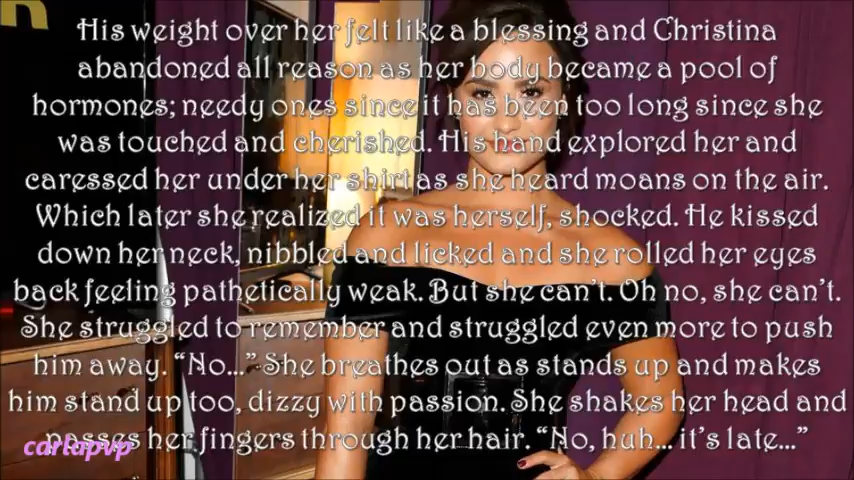 His weight over her felt like a blessing and Christina
abandoned all reason as her body became a pool of
hormones; needy ones since it has been too long since she
was touched and cherished. His hand explored her and
caressed her under her shirt as she heard moans on the air.
Which later she realized it was herself, shocked. He kissed
down her neck, nibbled and licked and she rolled her eyes
back feeling pathetically weak. But she can't. Oh no, she can't.
She struggled to remember and struggled even more to push
him away. “No...” She breathes out as stands up and makes
him stand up too, dizzy with passion. She shakes her head and
passes her fingers through her hair. “No, huh... it's late...”
carlapvp